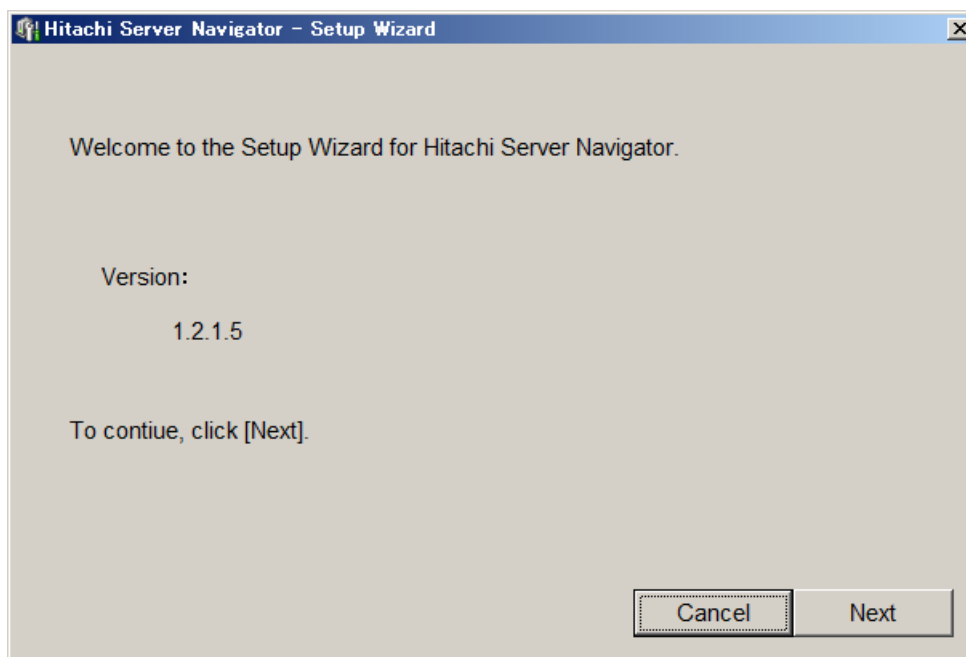 Hitachi Server Navigator - Setup Wizard
Welcome to the Setup Wizard for Hitachi Server Navigator.
Version:
1.2.1.5
To contiue, click [Next].
Cancel Next